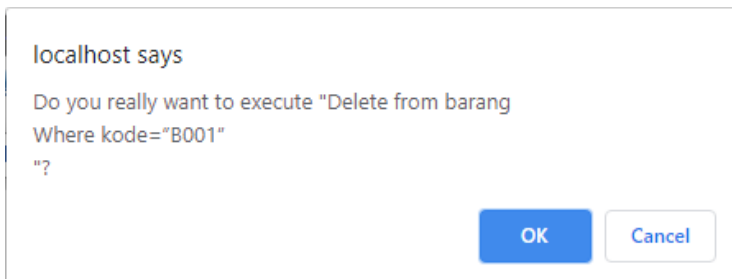 localhost says
Do you really want to execute "Delete from barang
Where kode=”B001”
"?
OK
Cancel